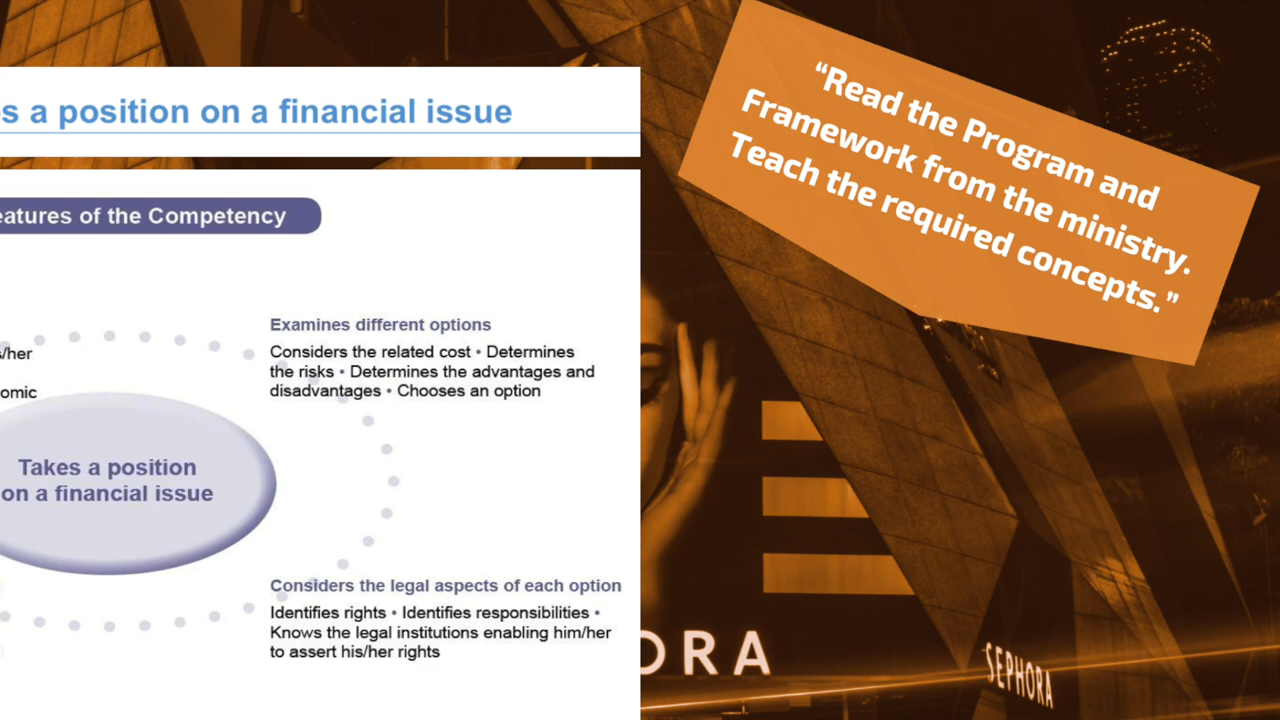 s a position on a financial issue
eatures of the Competency
/her
omic
Takes a position
on a financial issue
Examines different options
Considers the related cost • Determines
the risks • Determines the advantages and
disadvantages • Chooses an option
Considers the legal aspects of each option
Identifies rights • Identifies responsibilities •
Knows the legal institutions enabling him/her
to assert his/her rights
“Read the Program and
Framework from the ministry.
Teach the required concepts.”
ORA
SEPHORA